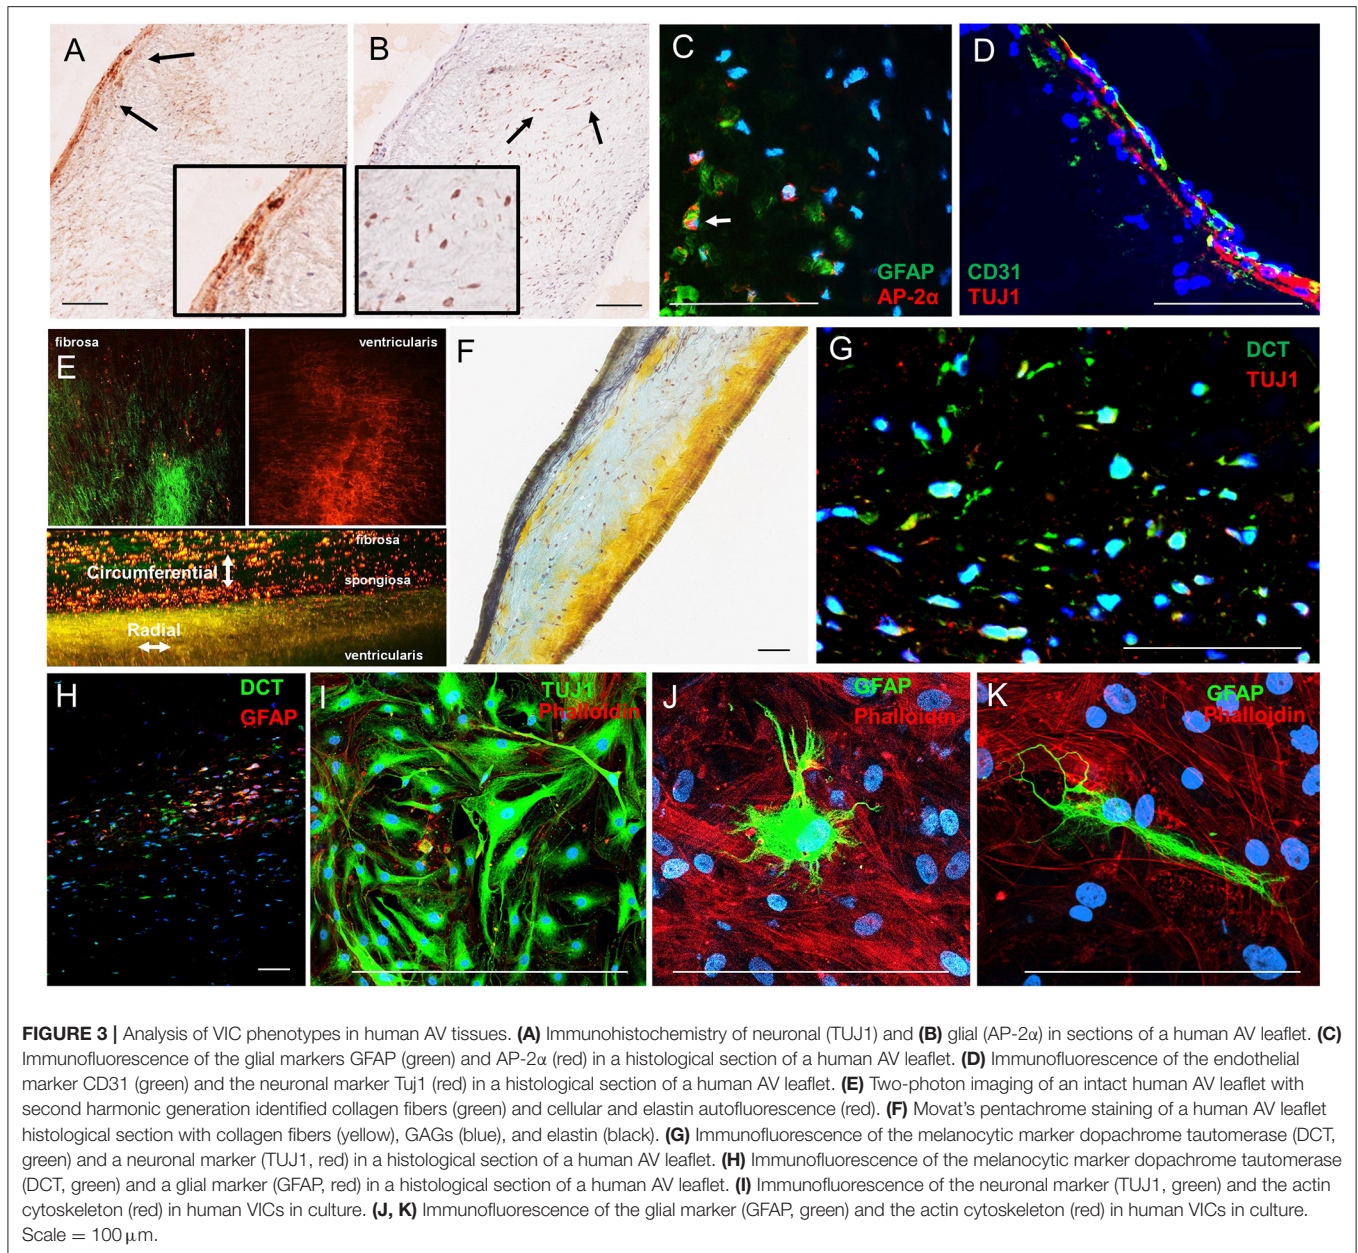 A
B
C
GFAP
AP-2α
D
CD31
TUJ1
fibrosa
E
ventricularis
fibrosa
Circumferential
spongiosa
Radial
ventricularis
F
G
DCT
TUJ1
H
DCT
GFAP
I
TUJ1
Phalloidin
J
GFAP
Phalloidin
K
GFAP
Phalloidin
FIGURE 3 | Analysis of VIC phenotypes in human AV tissues. (A) Immunohistochemistry of neuronal (TUJ1) and (B) glial (AP-2α) in sections of a human AV leaflet. (C)
Immunofluorescence of the glial markers GFAP (green) and AP-2α (red) in a histological section of a human AV leaflet. (D) Immunofluorescence of the endothelial
marker CD31 (green) and the neuronal marker Tuj1 (red) in a histological section of a human AV leaflet. (E) Two-photon imaging of an intact human AV leaflet with
second harmonic generation identified collagen fibers (green) and cellular and elastin autofluorescence (red). (F) Movat's pentachrome staining of a human AV leaflet
histological section with collagen fibers (yellow), GAGs (blue), and elastin (black). (G) Immunofluorescence of the melanocytic marker dopachrome tautomerase (DCT,
green) and a neuronal marker (TUJ1, red) in a histological section of a human AV leaflet. (H) Immunofluorescence of the melanocytic marker dopachrome tautomerase
(DCT, green) and a glial marker (GFAP, red) in a histological section of a human AV leaflet. (I) Immunofluorescence of the neuronal marker (TUJ1, green) and the actin
cytoskeleton (red) in human VICs in culture. (J, K) Immunofluorescence of the glial marker (GFAP, green) and the actin cytoskeleton (red) in human VICs in culture.
Scale = 100 μm.